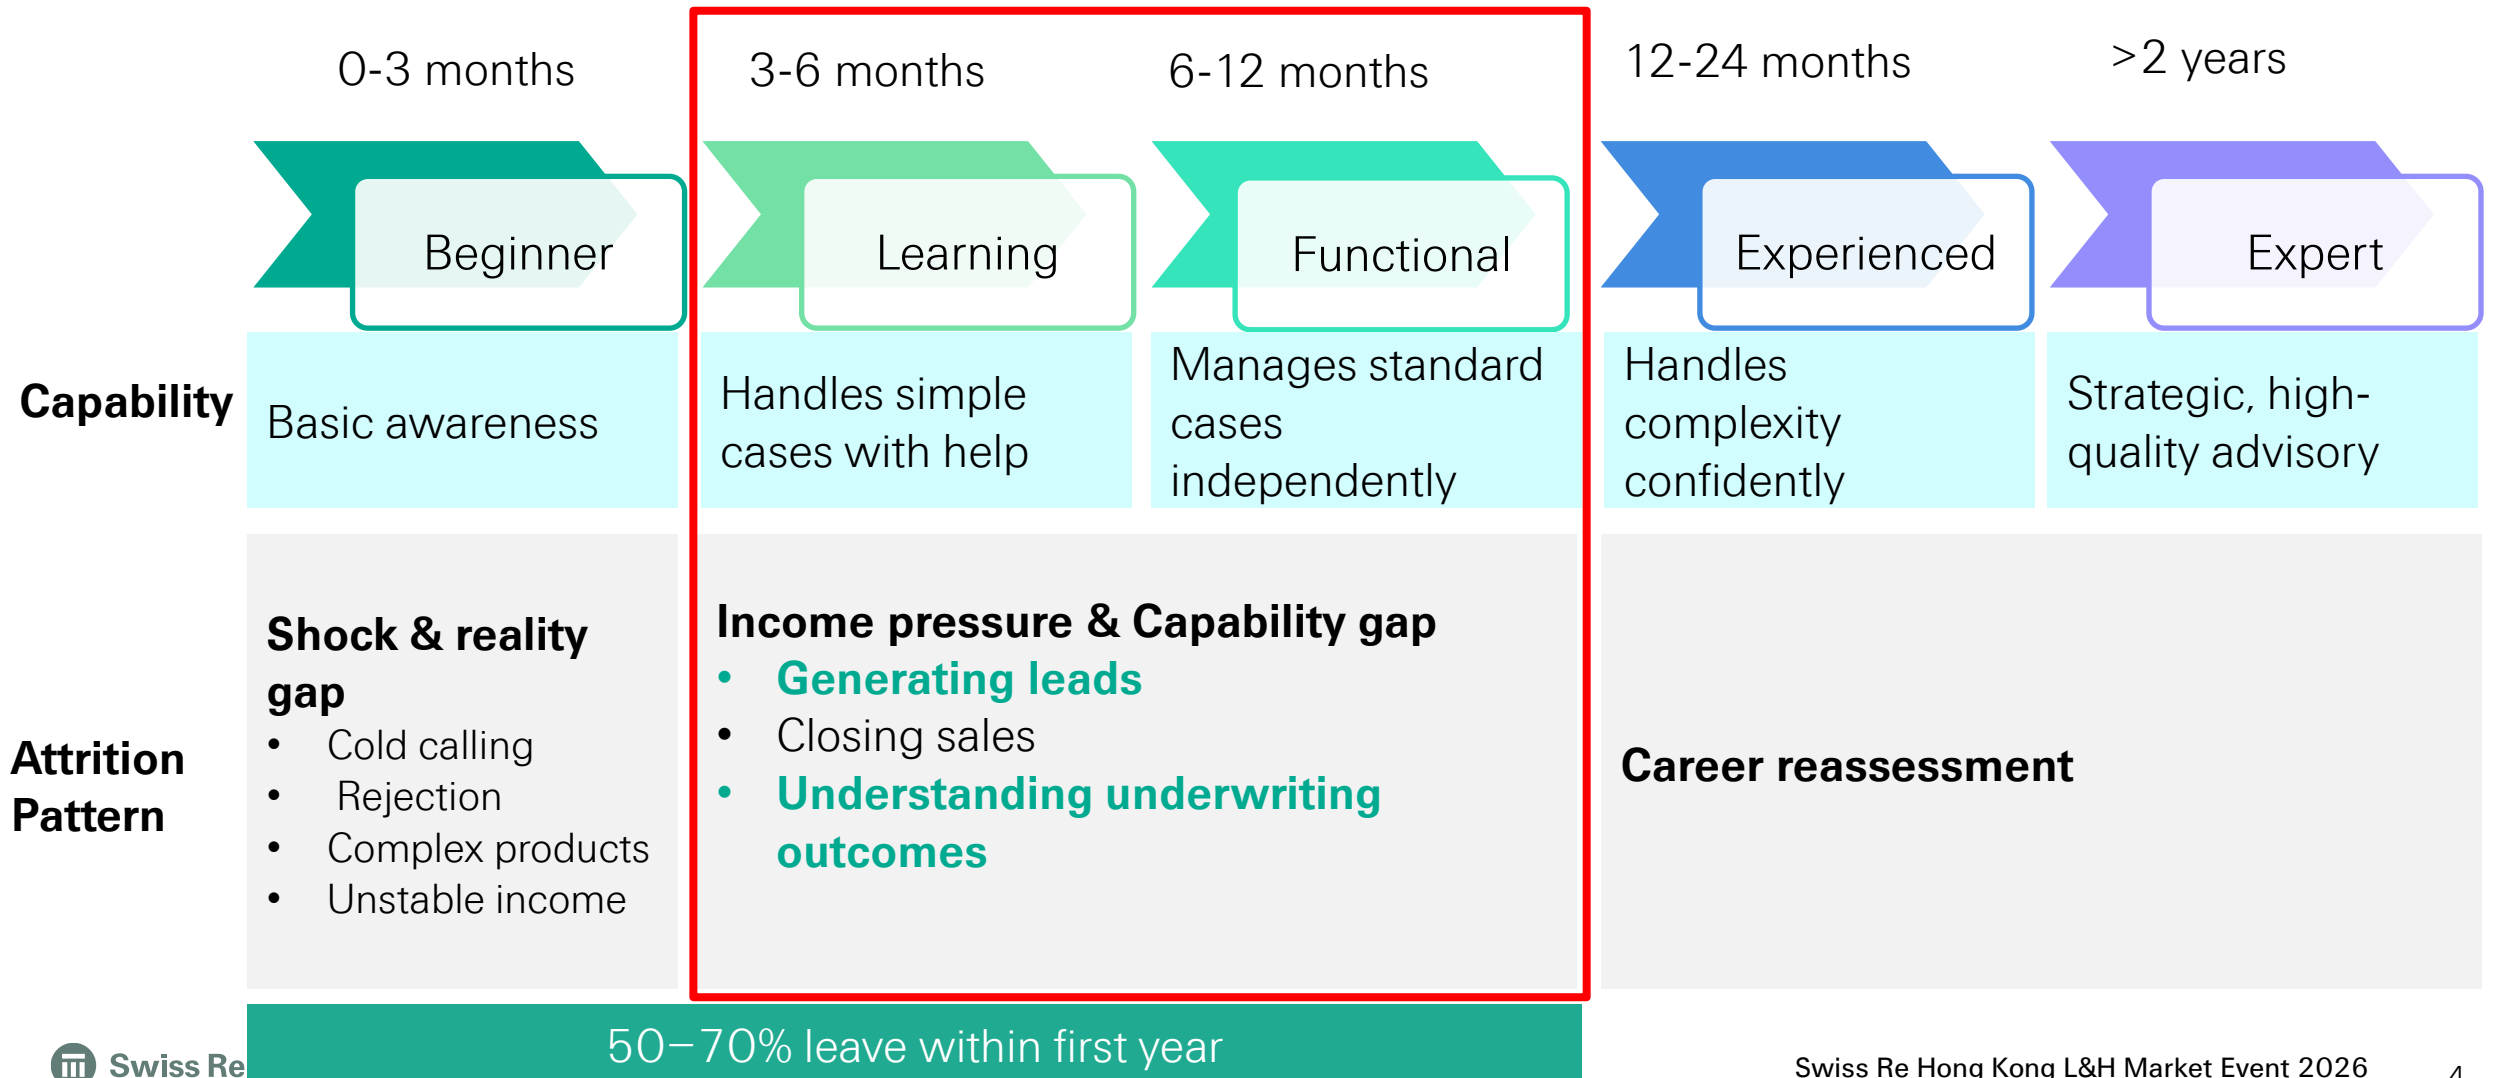 0-3 months
3-6 months
6-12 months
12-24 months
>2 years
Beginner
Learning
Functional
Experienced
Expert
Capability
Basic awareness
Handles simple
cases with help
Manages standard
cases
independently
Handles
complexity
confidently
Strategic, high-
quality advisory
Attrition
Pattern
Shock & reality
gap
• Cold calling
• Rejection
• Complex products
• Unstable income
Income pressure & Capability gap
• Generating leads
• Closing sales
• Understanding underwriting
outcomes
Career reassessment
50–70% leave within first year
Swiss Re
Swiss Re Hong Kong L&H Market Event 2026
4